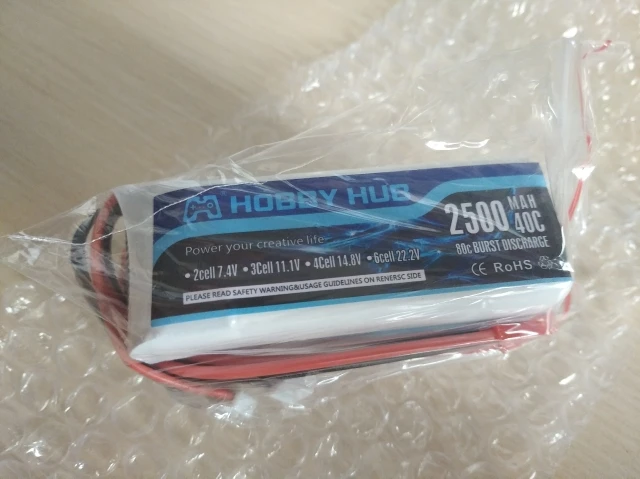 HOBBY HUB
Power your creative life
2500 MAH
40C
80C BURST DISCHARGE
• 2cell 7.4V • 3Cell 11.1V • 4Cell 14.8V • 6cell 22.2V
CE RoHS
PLEASE READ SAFETY WARNING&USAGE GUIDELINES ON RENERSC SIDE